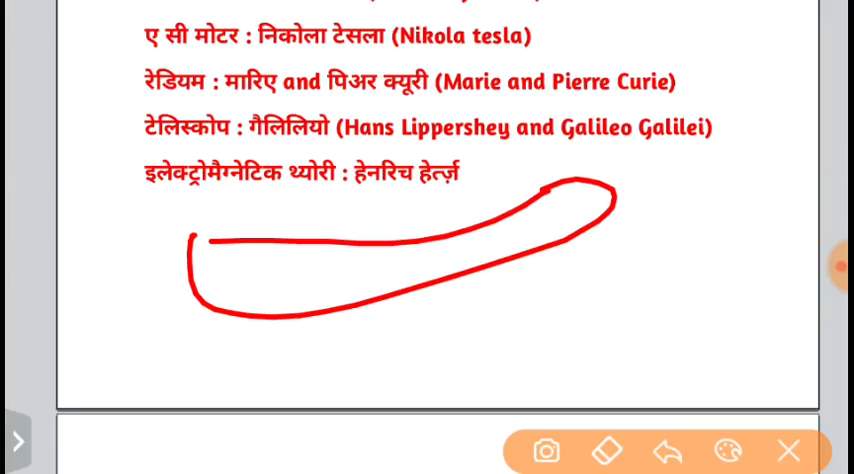 ए सी मोटर : निकोला टेसला (Nikola tesla)
रेडियम : मारिए and पिअर क्यूरी (Marie and Pierre Curie)
टेलिस्कोप : गैलिलियो (Hans Lippershey and Galileo Galilei)
इलेक्ट्रोमैग्नेटिक थ्योरी : हेनरिच हेर्त्ज़